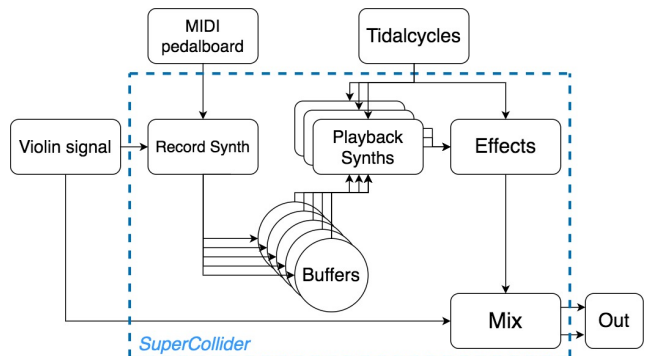 MIDI
pedalboard
Tidalcycles
Violin signal
Record Synth
Playback
Synths
Effects
Buffers
Mix
Out
SuperCollider